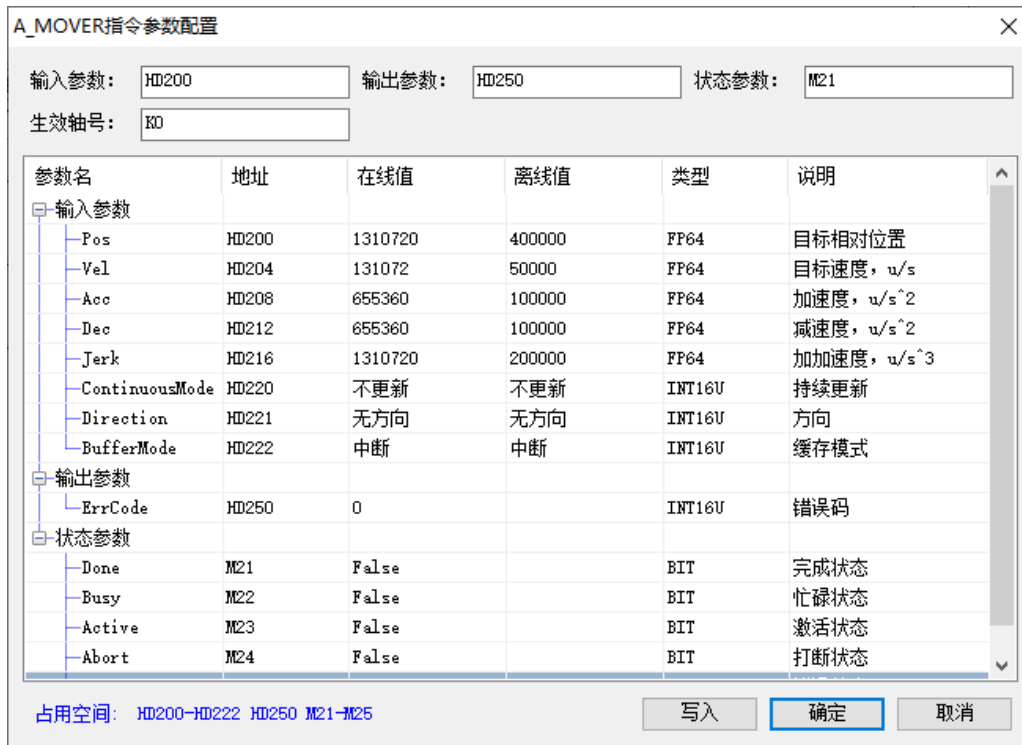 A_MOVER指令参数配置
输入参数: HD200 输出参数: HD250 状态参数: M21
生效轴号: K0
参数名 地址 在线值 离线值 类型 说明
输入参数
Pos HD200 1310720 400000 FP64 目标相对位置
Vel HD204 131072 50000 FP64 目标速度，u/s
Acc HD208 655360 100000 FP64 加速度，u/s^2
Dec HD212 655360 100000 FP64 减速度，u/s^2
Jerk HD216 1310720 200000 FP64 加加速度，u/s^3
ContinuousMode HD220 不更新 不更新 INT16U 持续更新
Direction HD221 无方向 无方向 INT16U 方向
BufferMode HD222 中断 中断 INT16U 缓存模式
输出参数
ErrCode HD250 0 INT16U 错误码
状态参数
Done M21 False BIT 完成状态
Busy M22 False BIT 忙碌状态
Active M23 False BIT 激活状态
Abort M24 False BIT 打断状态
占用空间: HD200-HD222 HD250 M21-M25 写入 确定 取消